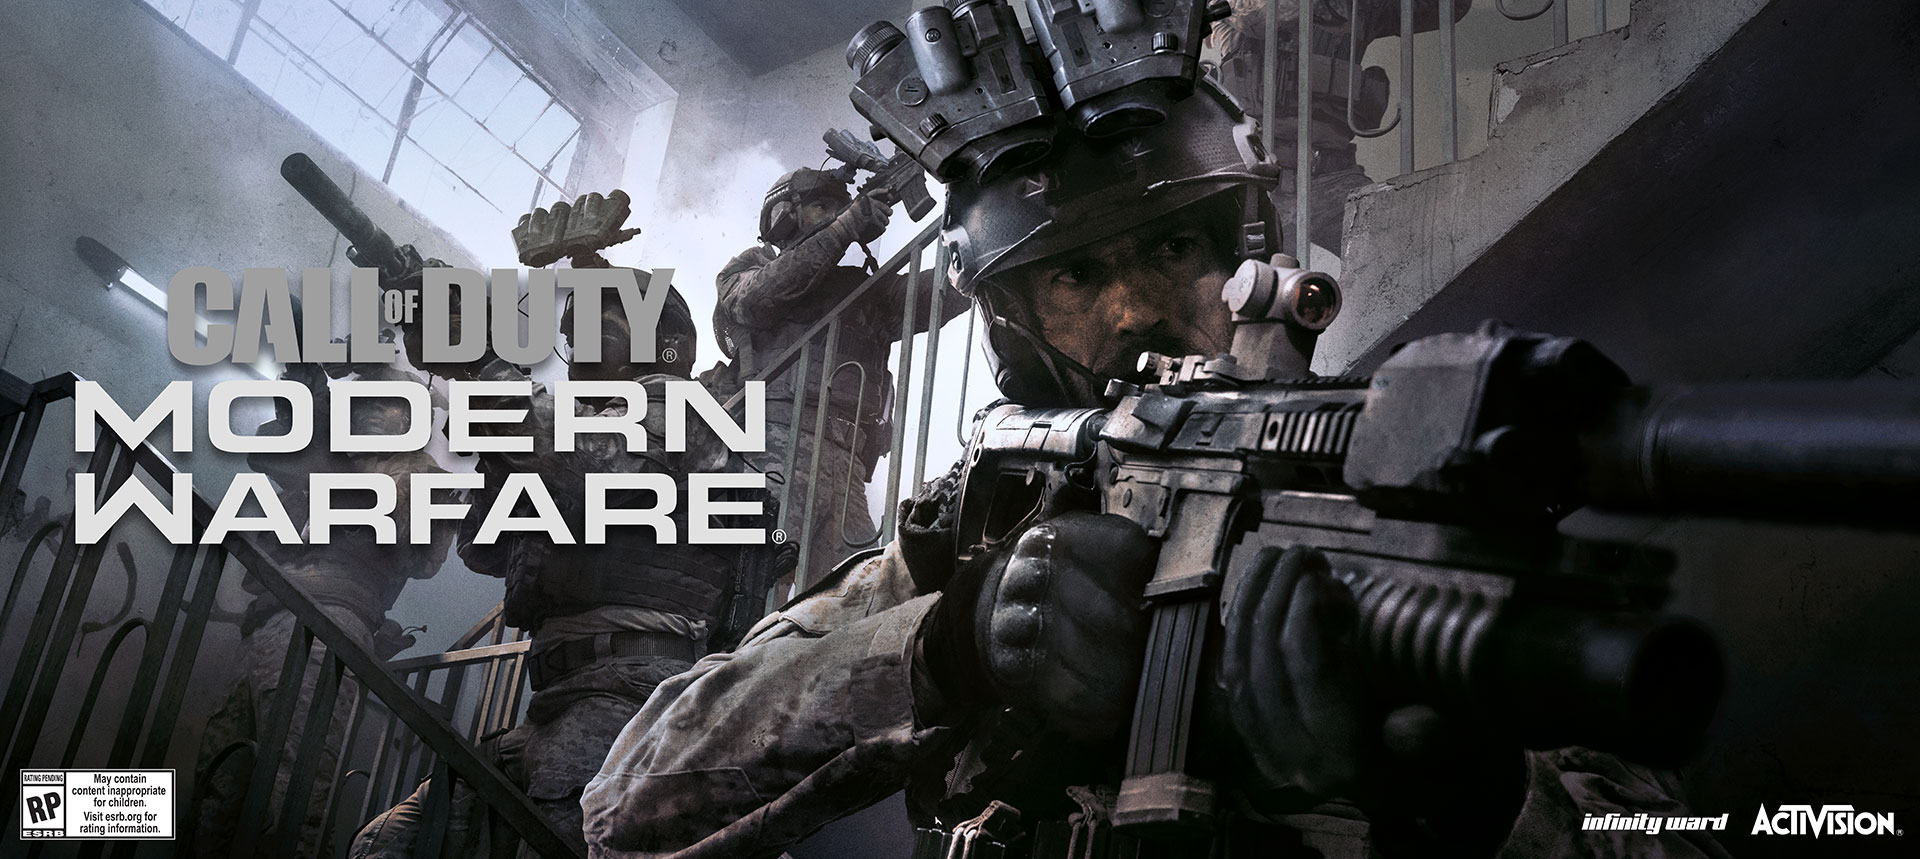 CALL OF DUTY®
MODERN
WARFARE®
RATING PENDING
RP
ESRB
May contain
content inappropriate
for children.
Visit esrb.org for
rating information.
infinity ward
ACTIVISION®